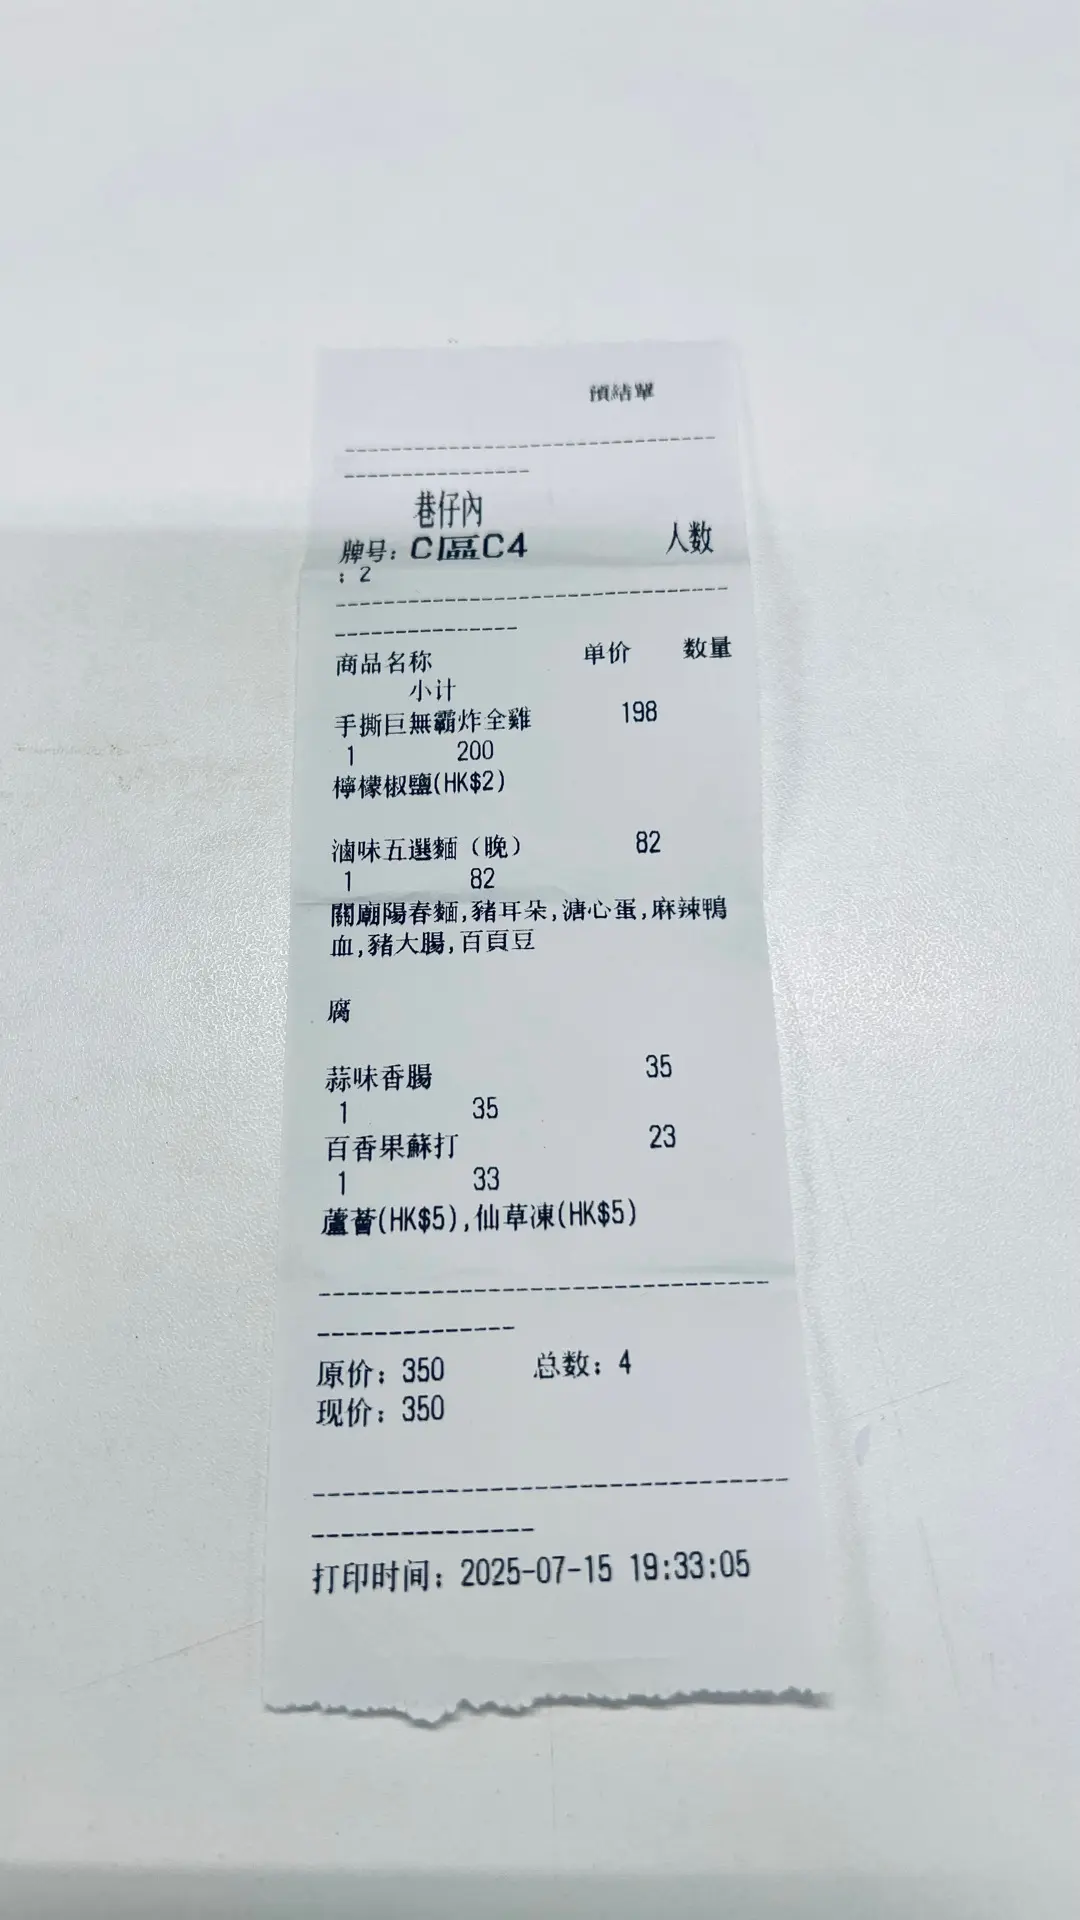 預結單
------------------------------
---------------
巷仔內
牌号: C區C4 人数
: 2
------------------------------
---------------
商品名称 单价 数量
小计
手撕巨無霸炸全雞 198
1 200
檸檬椒鹽(HK$2)
滷味五選麵（晚） 82
1 82
關廟陽春麵,豬耳朵,溏心蛋,麻辣鴨
血,豬大腸,百頁豆
腐
蒜味香腸 35
1 35
百香果蘇打 23
1 33
蘆薈(HK$5),仙草凍(HK$5)
------------------------------
---------------
原价: 350 总数: 4
现价: 350
------------------------------
---------------
打印时间: 2025-07-15 19:33:05